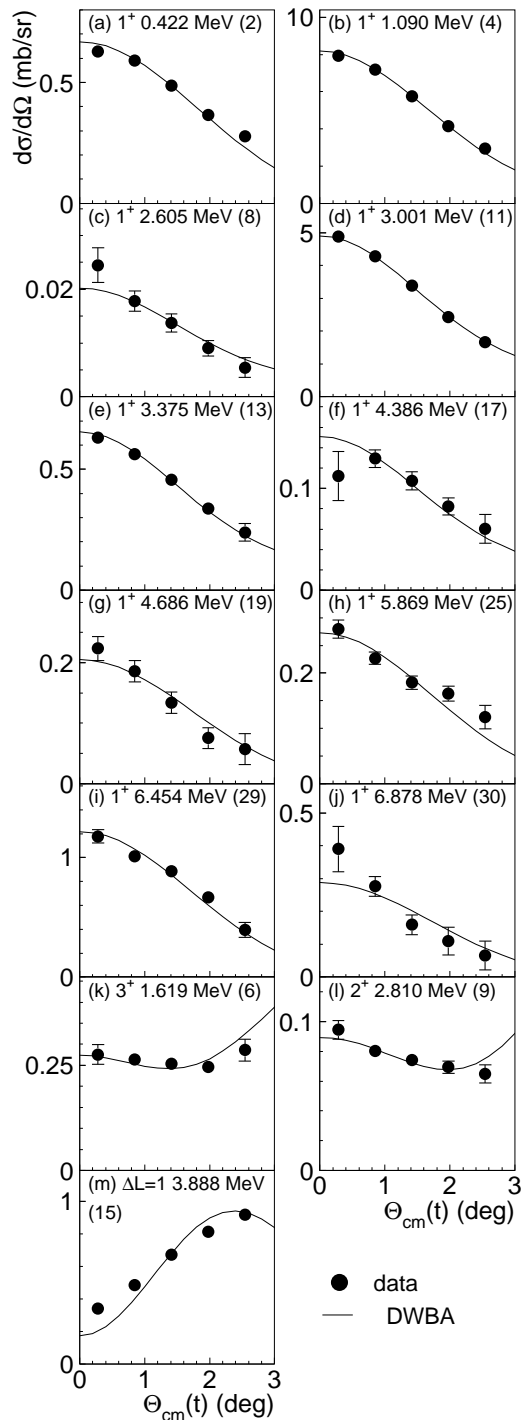 dσ/dΩ (mb/sr)
(a) 1+ 0.422 MeV (2)
0.5
0
(b) 1+ 1.090 MeV (4)
10
5
0
(c) 1+ 2.605 MeV (8)
0.02
0
(d) 1+ 3.001 MeV (11)
5
0
(e) 1+ 3.375 MeV (13)
0.5
0
(f) 1+ 4.386 MeV (17)
0.1
0
(g) 1+ 4.686 MeV (19)
0.2
0
(h) 1+ 5.869 MeV (25)
0.2
0
(i) 1+ 6.454 MeV (29)
1
0
(j) 1+ 6.878 MeV (30)
0.5
0
(k) 3+ 1.619 MeV (6)
0.25
0
(l) 2+ 2.810 MeV (9)
0.1
0
0 1 2 3
Θcm(t) (deg)
(m) ΔL=1 3.888 MeV
(15)
1
0
0 1 2 3
Θcm(t) (deg)
data
DWBA